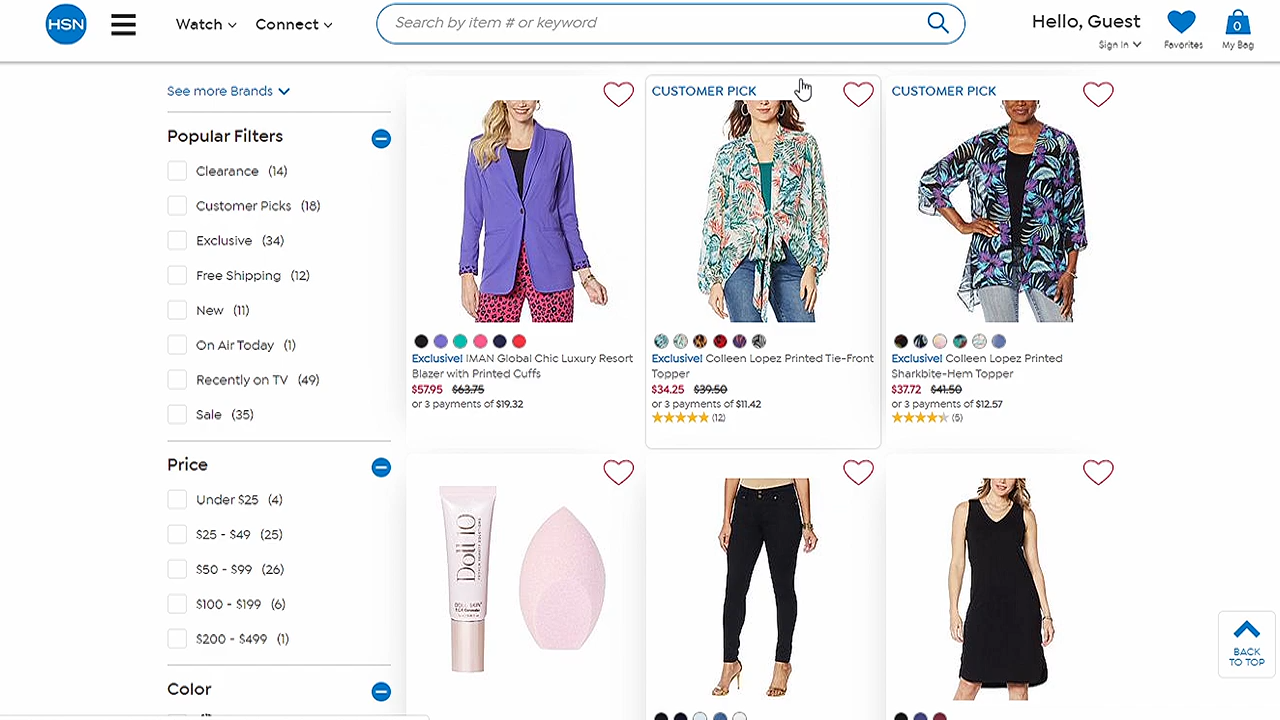 HSN
Watch
Connect
Search by item # or keyword
Hello, Guest
Sign In
Favorites
0
My Bag
See more Brands
Popular Filters
Clearance (14)
Customer Picks (18)
Exclusive (34)
Free Shipping (12)
New (11)
On Air Today (1)
Recently on TV (49)
Sale (35)
Price
Under $25 (4)
$25 - $49 (25)
$50 - $99 (26)
$100 - $199 (6)
$200 - $499 (1)
Color
Exclusive! IMAN Global Chic Luxury Resort
Blazer with Printed Cuffs
$57.95 $63.75
or 3 payments of $19.32
CUSTOMER PICK
Exclusive! Colleen Lopez Printed Tie-Front
Topper
$34.25 $39.50
or 3 payments of $11.42
(12)
CUSTOMER PICK
Exclusive! Colleen Lopez Printed
Sharkbite-Hem Topper
$37.72 $41.50
or 3 payments of $12.57
(5)
Doll 10
BACK
TO TOP